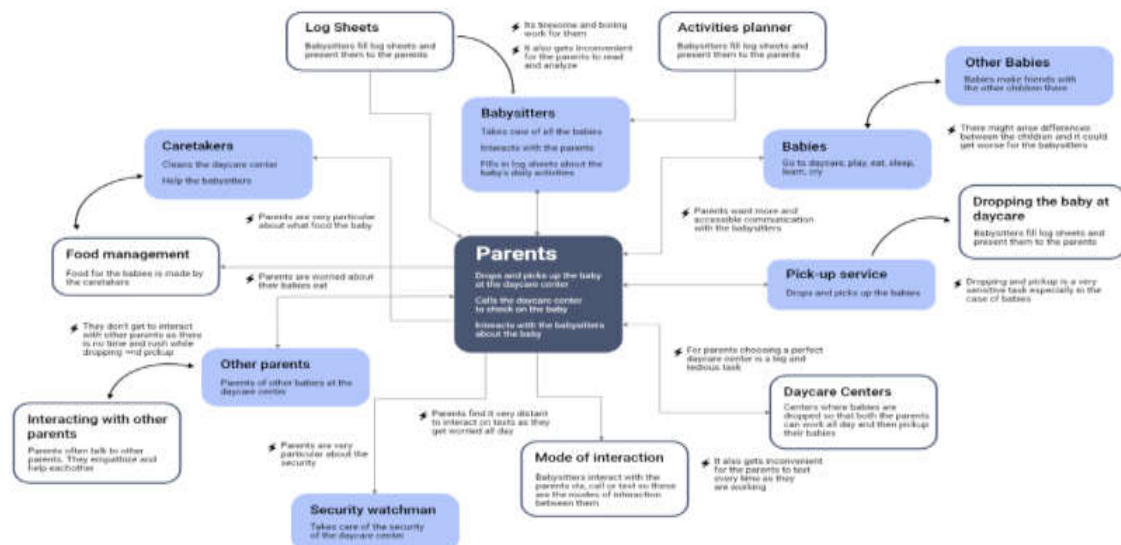 Log Sheets
Babysitters fill log sheets and
present them to the parents
Its tiresome and boring
work for them
It also gets inconvenient
for the parents to read
and analyze
Activities planner
Babysitters fill log sheets and
present them to the parents
Other Babies
Babies make friends with
the other children there
Babysitters
Takes care of all the babies
Interacts with the parents
Fills in log sheets about the
baby's daily activities
Caretakers
Cleans the daycare center
Help the babysitters
Babies
Go to daycare, play, eat, sleep,
learn, cry
There might arise differences
between the children and it could
get worse for the babysitters
Parents are very particular
about what food the baby
Parents want more and
accessible communication
with the babysitters
Dropping the baby at
daycare
Babysitters fill log sheets and
present them to the parents
Food management
Food for the babies is made by
the caretakers
Parents are worried about
their babies eat
Parents
Drops and picks up the baby
at the daycare center
Calls the daycare center
to check on the baby
Interacts with the babysitters
about the baby
Pick-up service
Drops and picks up the babies
Dropping and pickup is a very
sensitive task especially in the
case of babies
They don't get to interact
with other parents as there
is no time and rush while
dropping and pickup
Other parents
Parents of other babies at the
daycare center
For parents choosing a perfect
daycare center is a big and
tedious task
Daycare Centers
Centers where babies are
dropped so that both the parents
can work all day and then pickup
their babies
Interacting with other
parents
Parents often talk to other
parents. They empathize and
help eachother
Parents are very
particular about the
security
Parents find it very distant
to interact on texts as they
get worried all day
Mode of interaction
Babysitters interact with the
parents via, call or text so these
are the modes of interaction
between them
It also gets inconvenient
for the parents to text
every time as they
are working
Security watchman
Takes care of the security
of the daycare center